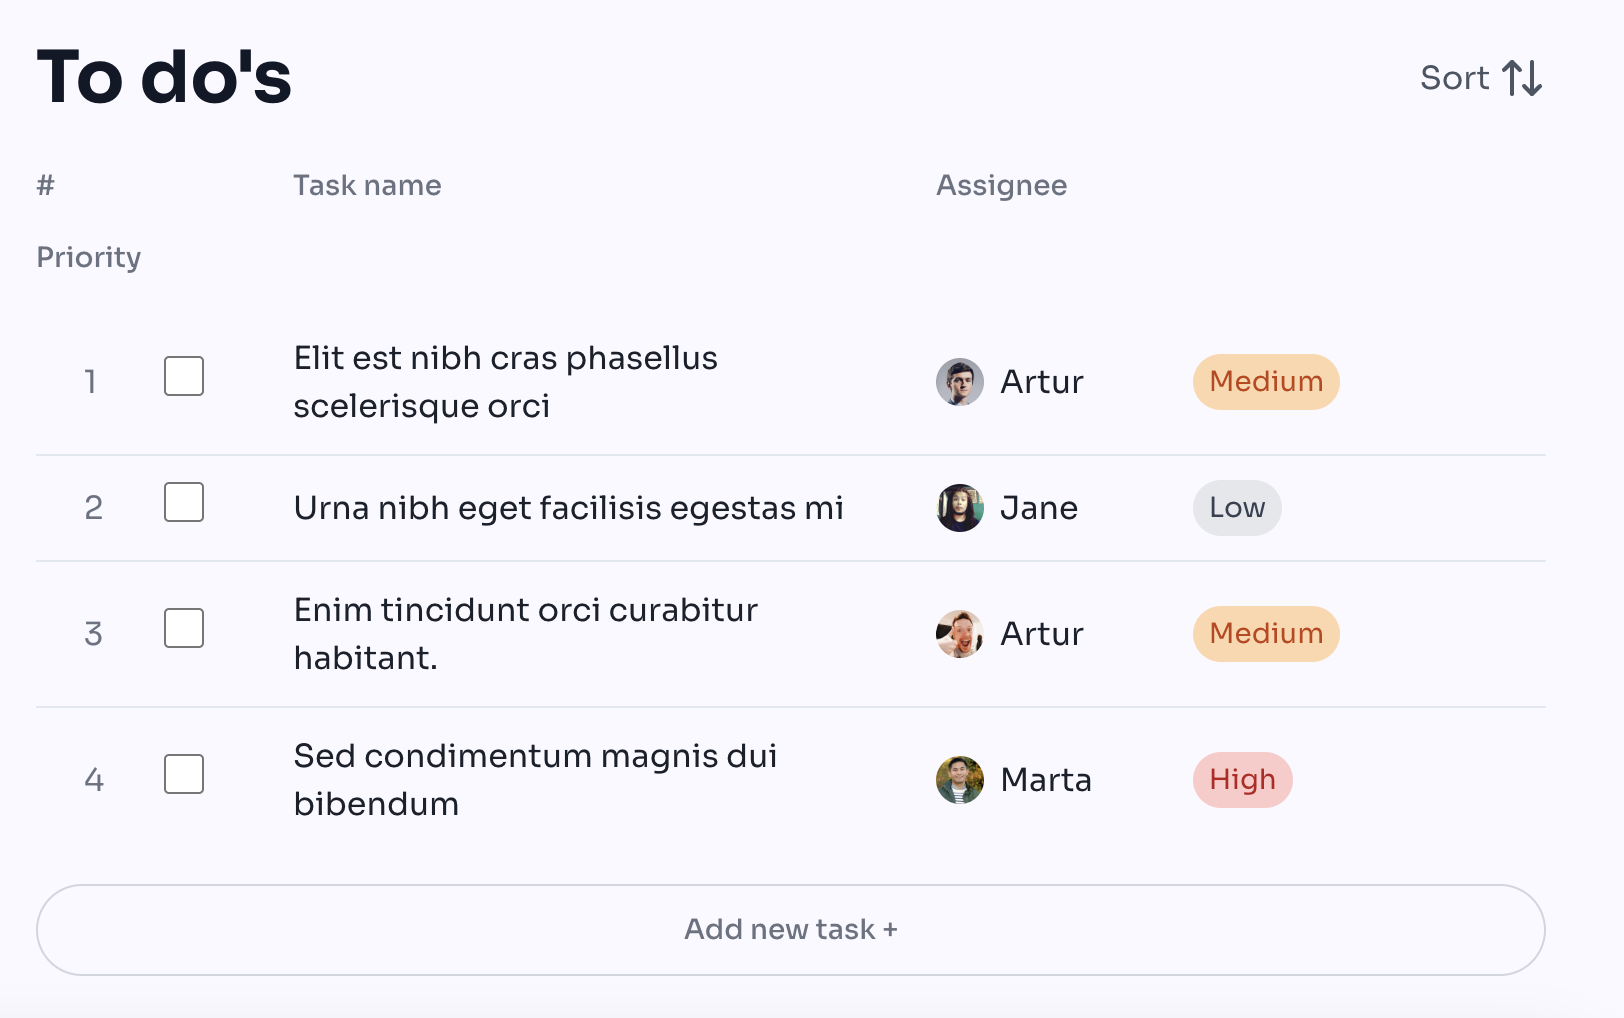 To do's
Sort
# Task name Assignee
Priority
1 Elit est nibh cras phasellus
scelerisque orci
Artur Medium
2 Urna nibh eget facilisis egestas mi Jane Low
3 Enim tincidunt orci curabitur
habitant.
Artur Medium
4 Sed condimentum magnis dui
bibendum
Marta High
Add new task +